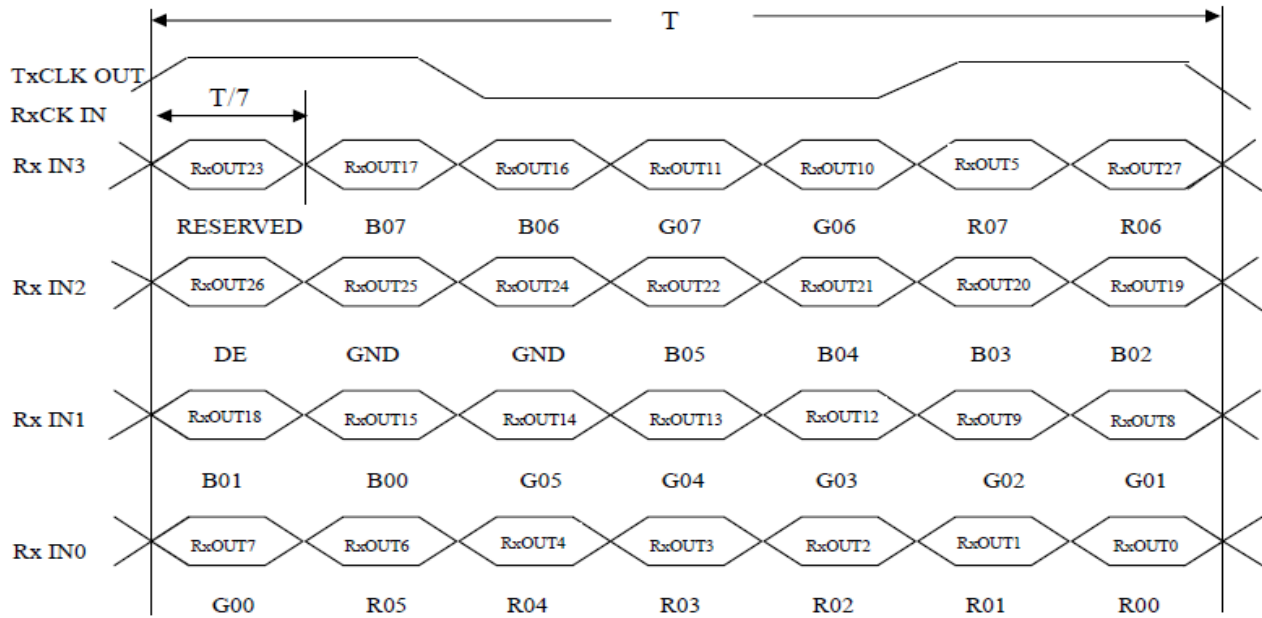 T
TxCLK OUT
T/7
RxCK IN
Rx IN3 RxOUT23 RxOUT17 RxOUT16 RxOUT11 RxOUT10 RxOUT5 RxOUT27
RESERVED B07 B06 G07 G06 R07 R06
Rx IN2 RxOUT26 RxOUT25 RxOUT24 RxOUT22 RxOUT21 RxOUT20 RxOUT19
DE GND GND B05 B04 B03 B02
Rx IN1 RxOUT18 RxOUT15 RxOUT14 RxOUT13 RxOUT12 RxOUT9 RxOUT8
B01 B00 G05 G04 G03 G02 G01
Rx IN0 RxOUT7 RxOUT6 RxOUT4 RxOUT3 RxOUT2 RxOUT1 RxOUT0
G00 R05 R04 R03 R02 R01 R00